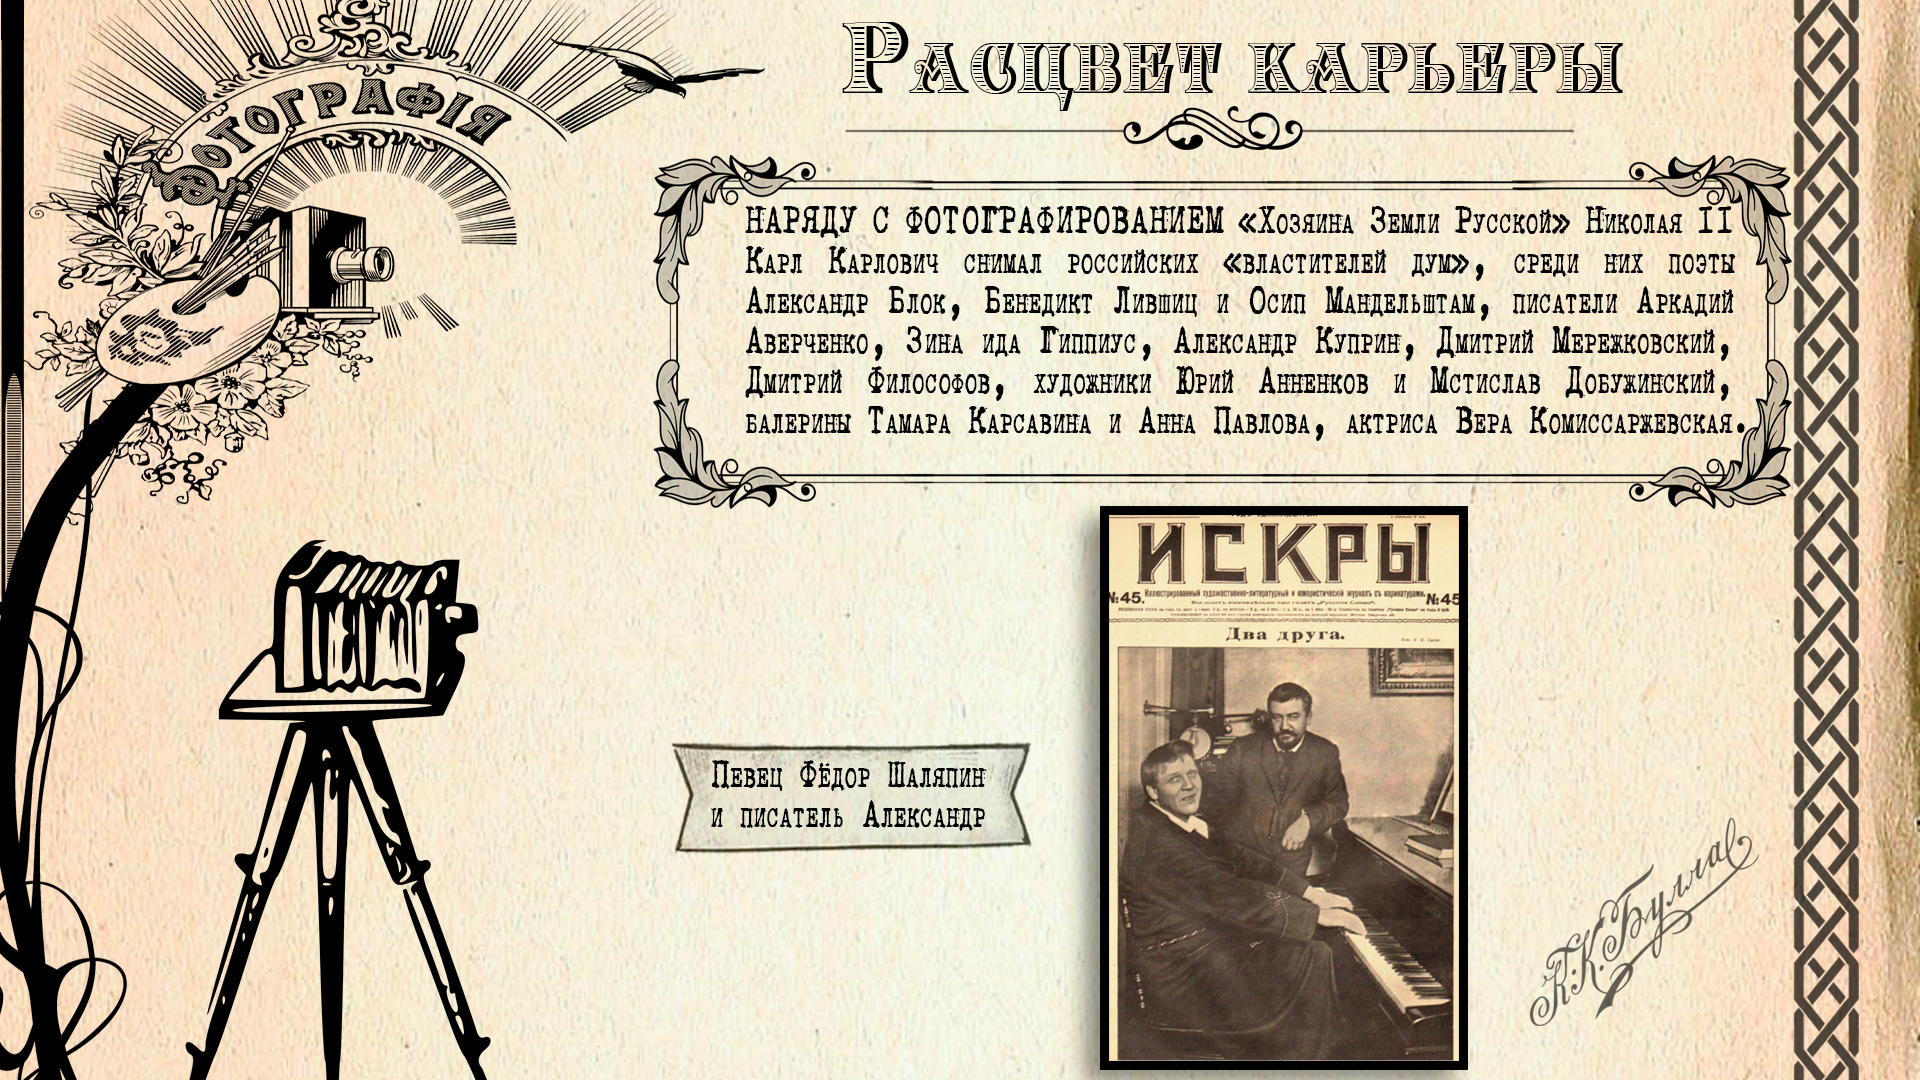 Расцвет карьеры
ФОТОГРАФІЯ
НАРЯДУ С ФОТОГРАФИРОВАНИЕМ «Хозяина Земли Русской» Николая II
Карл Карлович снимал российских «властителей дум», среди них поэты
Александр Блок, Бенедикт Лившиц и Осип Мандельштам, писатели Аркадий
Аверченко, Зина ида Гиппиус, Александр Куприн, Дмитрий Мережковский,
Дмитрий Философов, художники Юрий Анненков и Мстислав Добужинский,
балерины Тамара Карсавина и Анна Павлова, актриса Вера Комиссаржевская.
ИСКРЫ
№45. Иллюстрированный художественно-литературный и юмористическій журналъ съ карикатурами. №45
Два друга.
Певец Фёдор Шаляпин
и писатель Александр
К.К.Булла